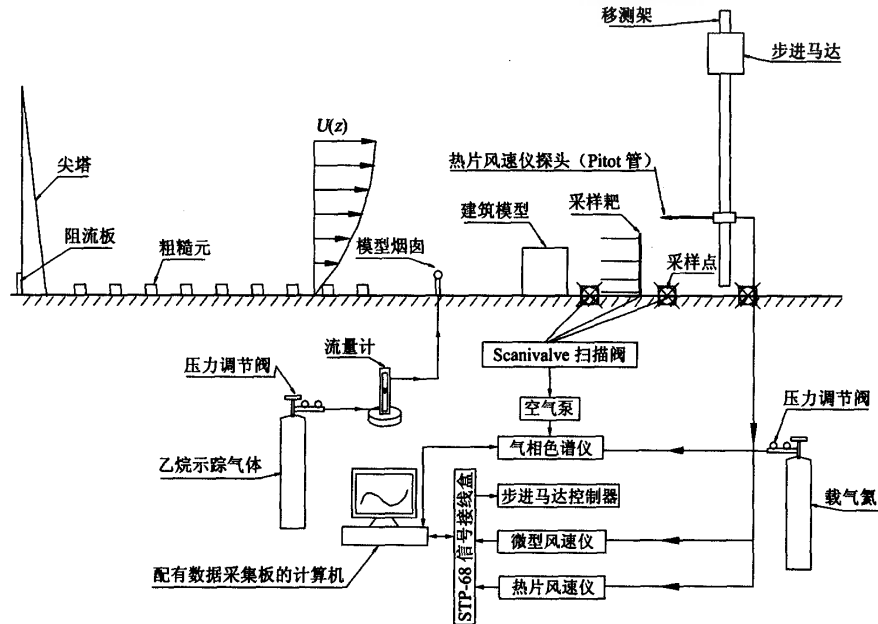 移测架
步进马达
U(z)
热片风速仪探头（Pitot 管）
尖塔
建筑模型
采样耙
阻流板
粗糙元
模型烟囱
采样点
流量计
Scanivalve 扫描阀
压力调节阀
空气泵
压力调节阀
气相色谱仪
乙烷示踪气体
STP-68 信号接线盒
步进马达控制器
载气氮
微型风速仪
配有数据采集板的计算机
热片风速仪